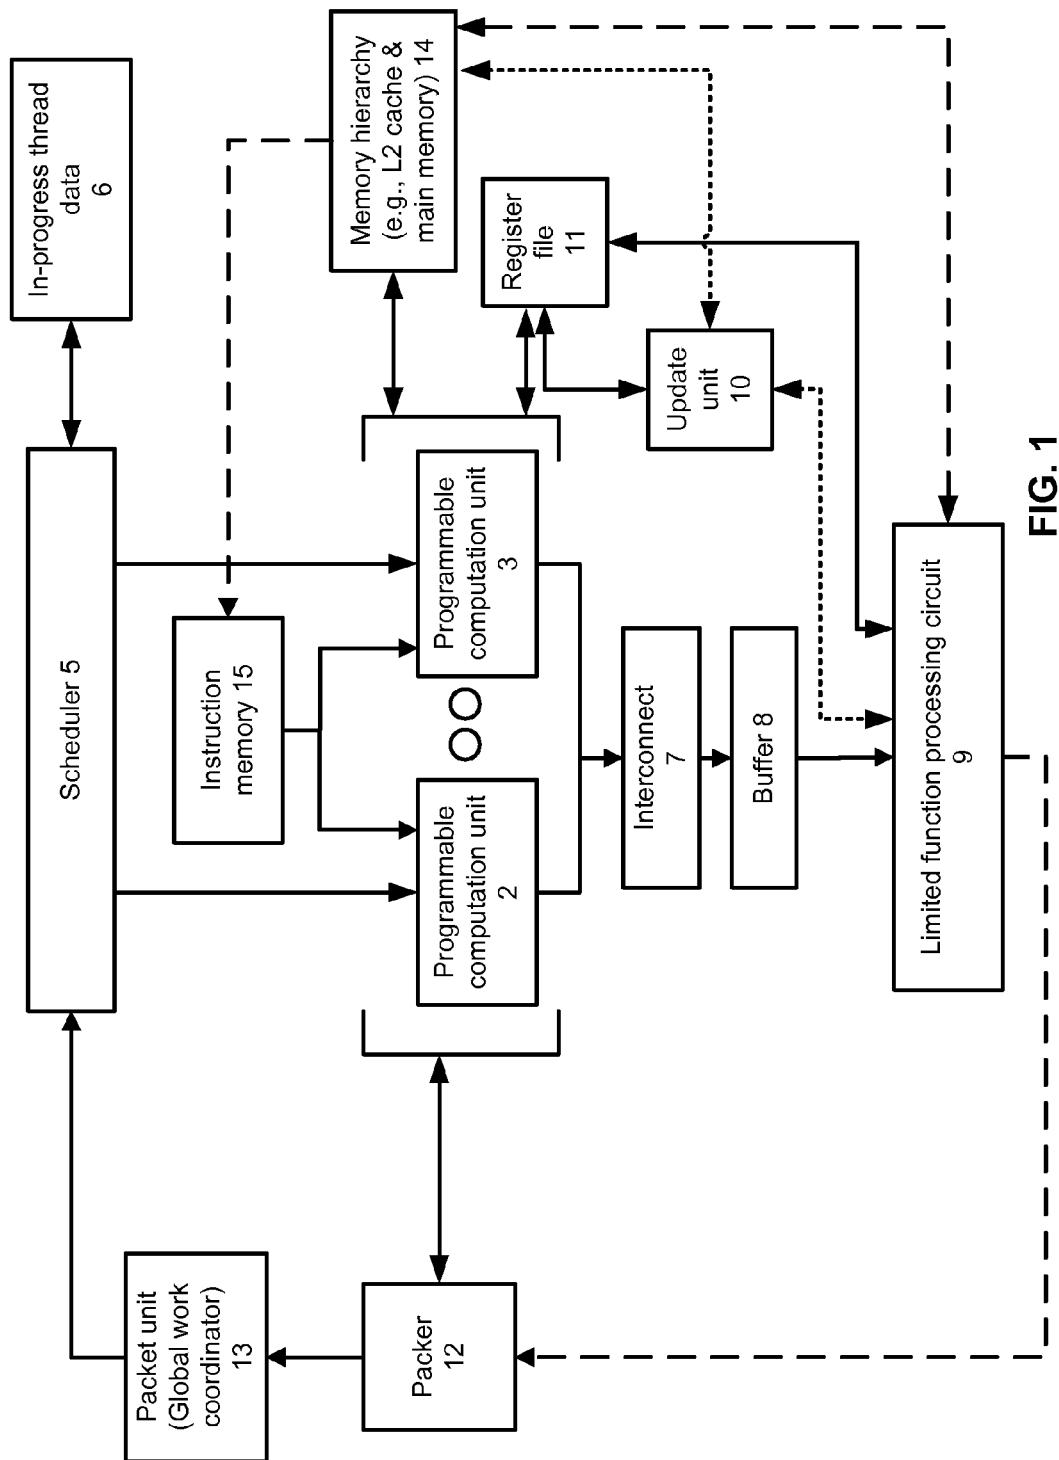 Packet unit
(Global work
coordinator)
13
Packer
12
Scheduler 5
In-progress thread
data
6
Instruction
memory 15
Memory hierarchy
(e.g., L2 cache &
main memory) 14
Programmable
computation unit
2
Programmable
computation unit
3
Register
file
11
Update
unit
10
Interconnect
7
Buffer 8
Limited function processing circuit
9
FIG. 1